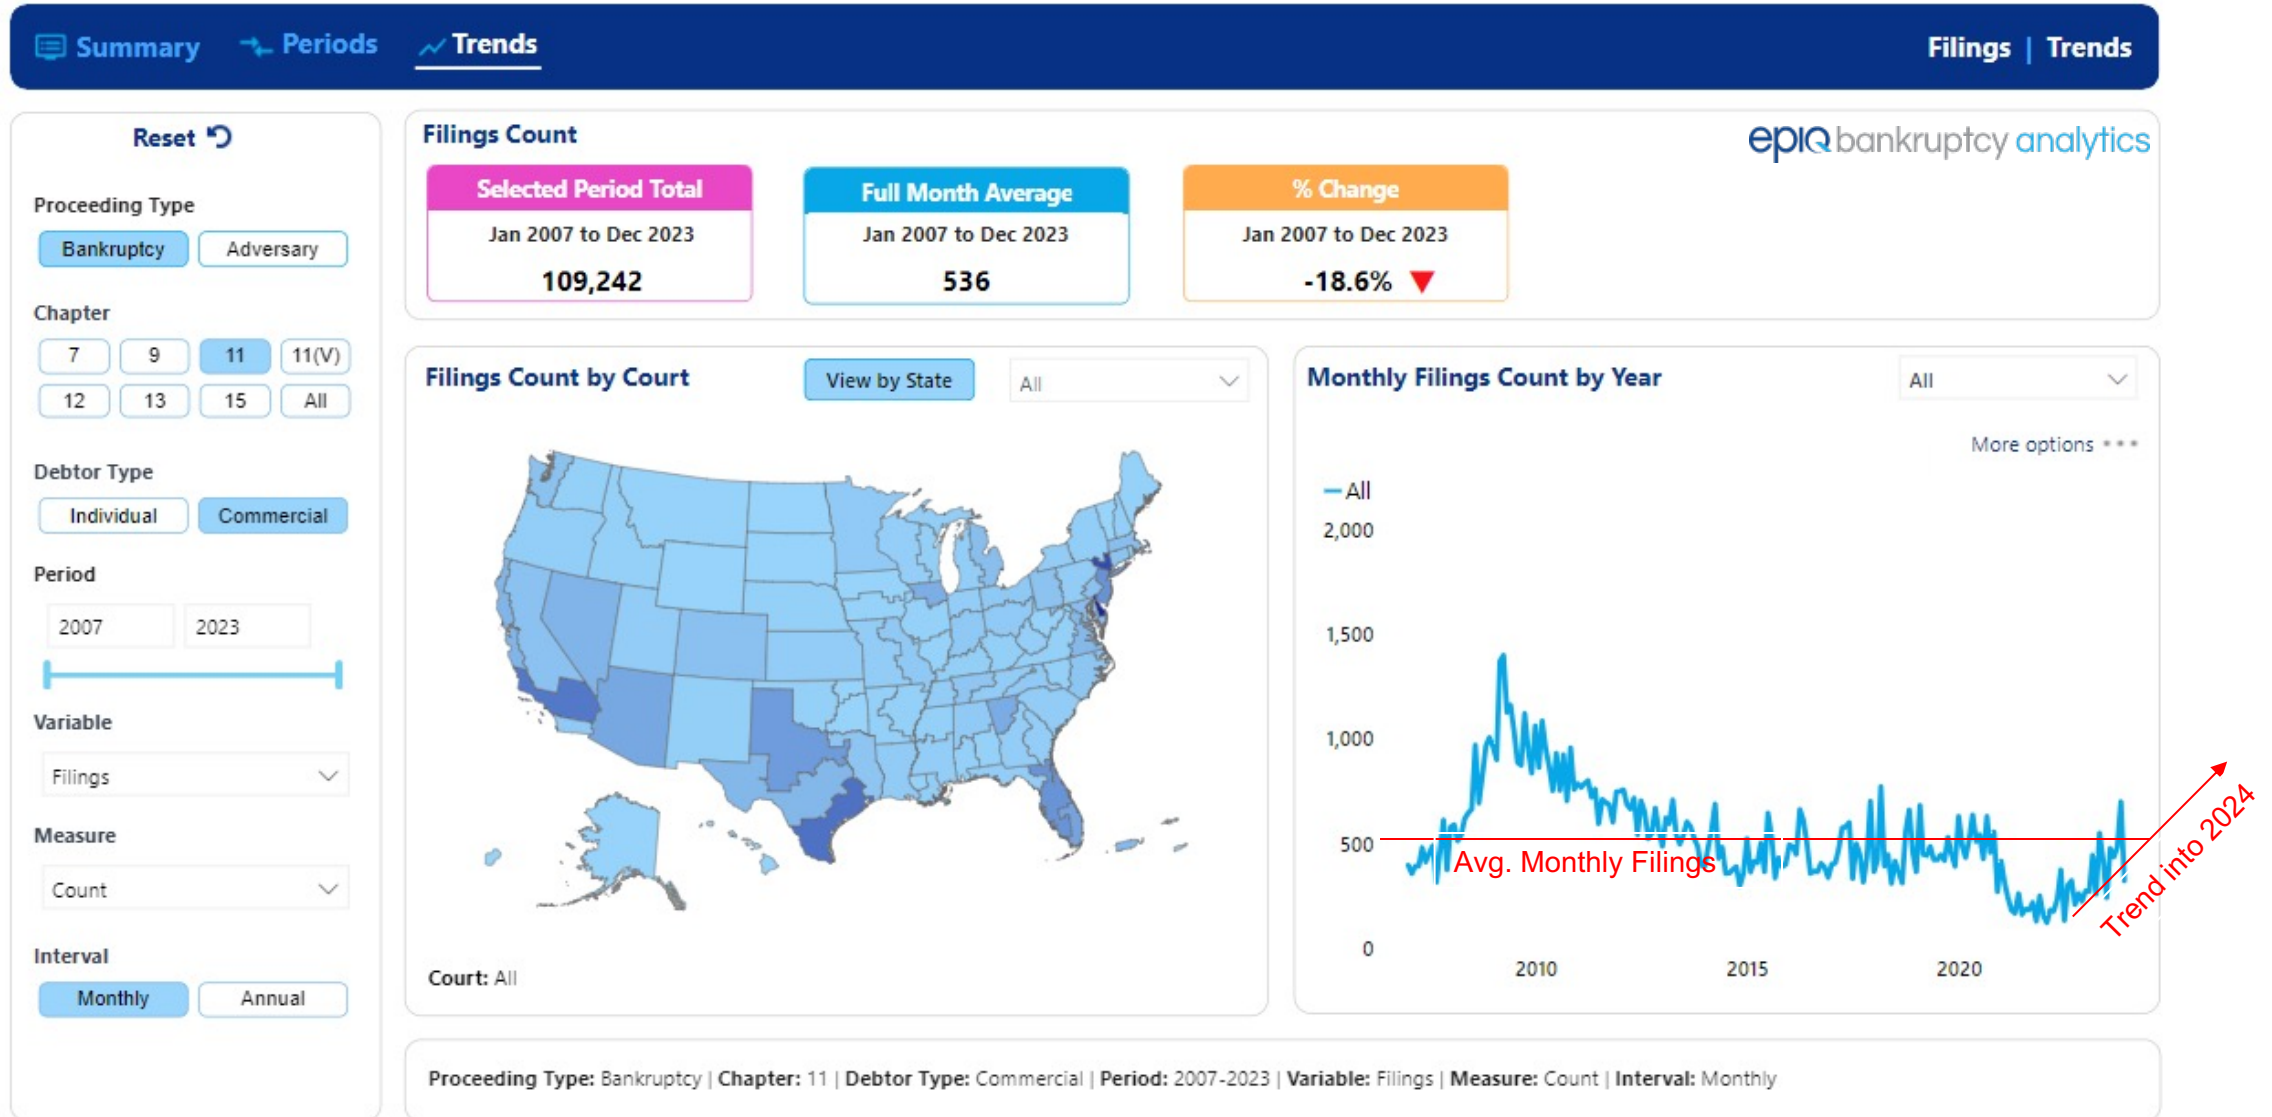 Summary
Periods
Trends
Filings | Trends
Reset
Proceeding Type
Bankruptcy
Adversary
Chapter
7
9
11
11(V)
12
13
15
All
Debtor Type
Individual
Commercial
Period
2007
2023
Variable
Filings
Measure
Count
Interval
Monthly
Annual
Filings Count
epiq bankruptcy analytics
Selected Period Total
Jan 2007 to Dec 2023
109,242
Full Month Average
Jan 2007 to Dec 2023
536
% Change
Jan 2007 to Dec 2023
-18.6%
Filings Count by Court
View by State
All
Court: All
Monthly Filings Count by Year
All
More options
All
2,000
1,500
1,000
500
0
Avg. Monthly Filings
Trend into 2024
2010
2015
2020
Proceeding Type: Bankruptcy | Chapter: 11 | Debtor Type: Commercial | Period: 2007-2023 | Variable: Filings | Measure: Count | Interval: Monthly